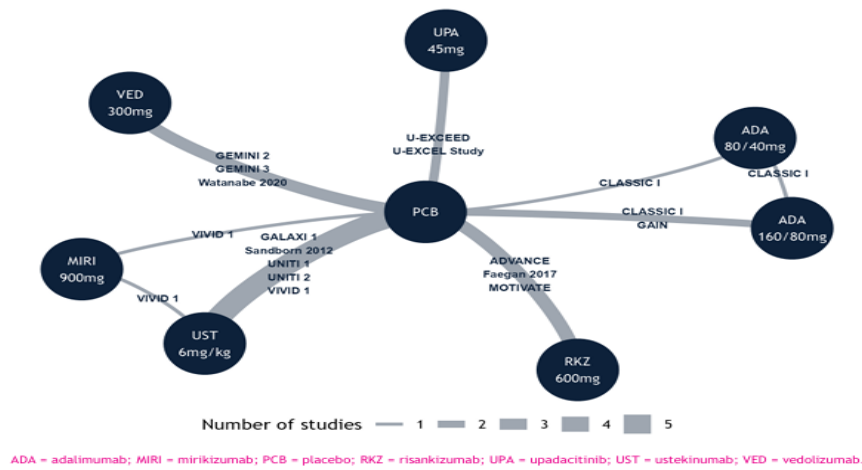 UPA
45mg
VED
300mg
ADA
80/40mg
U-EXCEED
U-EXCEL Study
GEMINI 2
GEMINI 3
Watanabe 2020
CLASSIC I
CLASSIC I
PCB
CLASSIC I
GAIN
ADA
160/80mg
VIVID 1
GALAXI 1
Sandborn 2012
UNITI 1
UNITI 2
VIVID 1
MIRI
900mg
ADVANCE
Faegan 2017
MOTIVATE
VIVID 1
UST
6mg/kg
RKZ
600mg
Number of studies 1 2 3 4 5
ADA = adalimumab; MIRI = mirikizumab; PCB = placebo; RKZ = risankizumab; UPA = upadacitinib; UST = ustekinumab; VED = vedolizumab